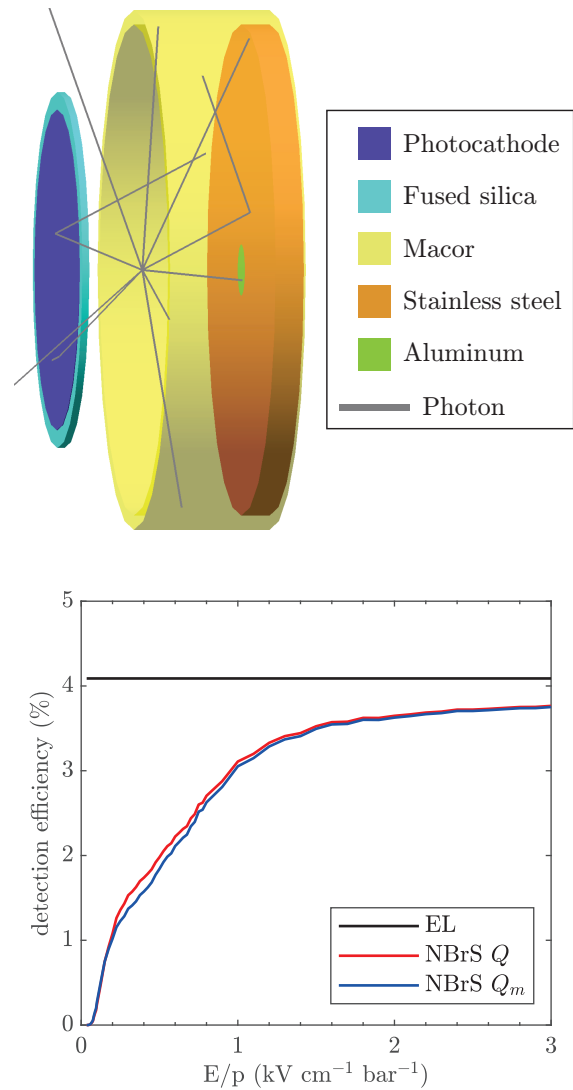 Photocathode
Fused silica
Macor
Stainless steel
Aluminum
Photon
5
4
3
2
1
0
0
1
2
3
detection efficiency (%)
E/p (kV cm⁻¹ bar⁻¹)
EL
NBrS Q
NBrS Qₘ